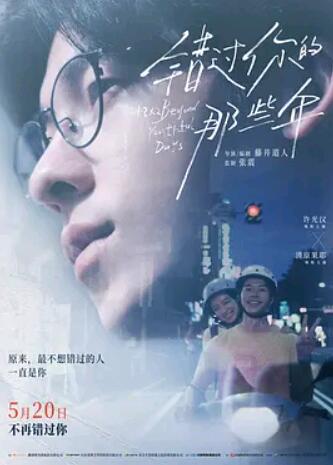 错过你的
那些年
18×2 Beyond
Youthful
Days
导演/编剧 藤井道人
监制 张震
许光汉
×
清原果耶
原来，最不想错过的人
一直是你
5月20日
不再错过你